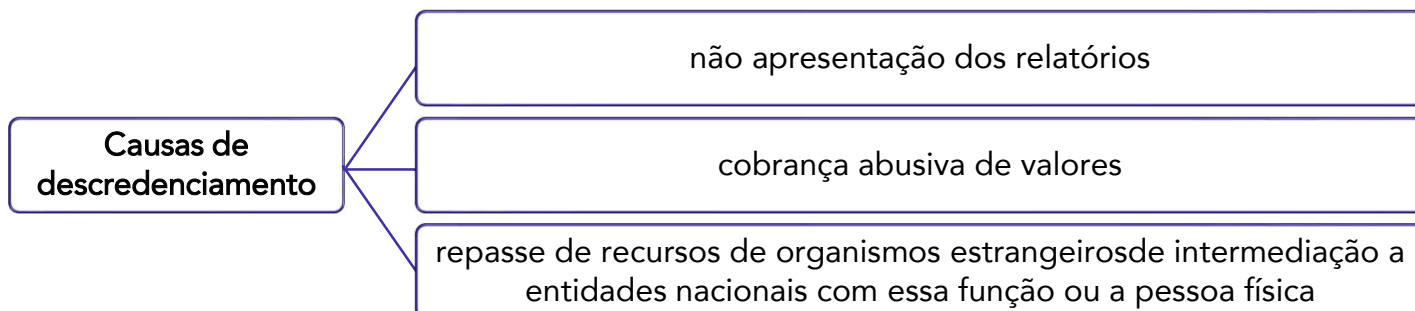 Causas de
descredenciamento
não apresentação dos relatórios
cobrança abusiva de valores
repasse de recursos de organismos estrangeirosde intermediação a
entidades nacionais com essa função ou a pessoa física